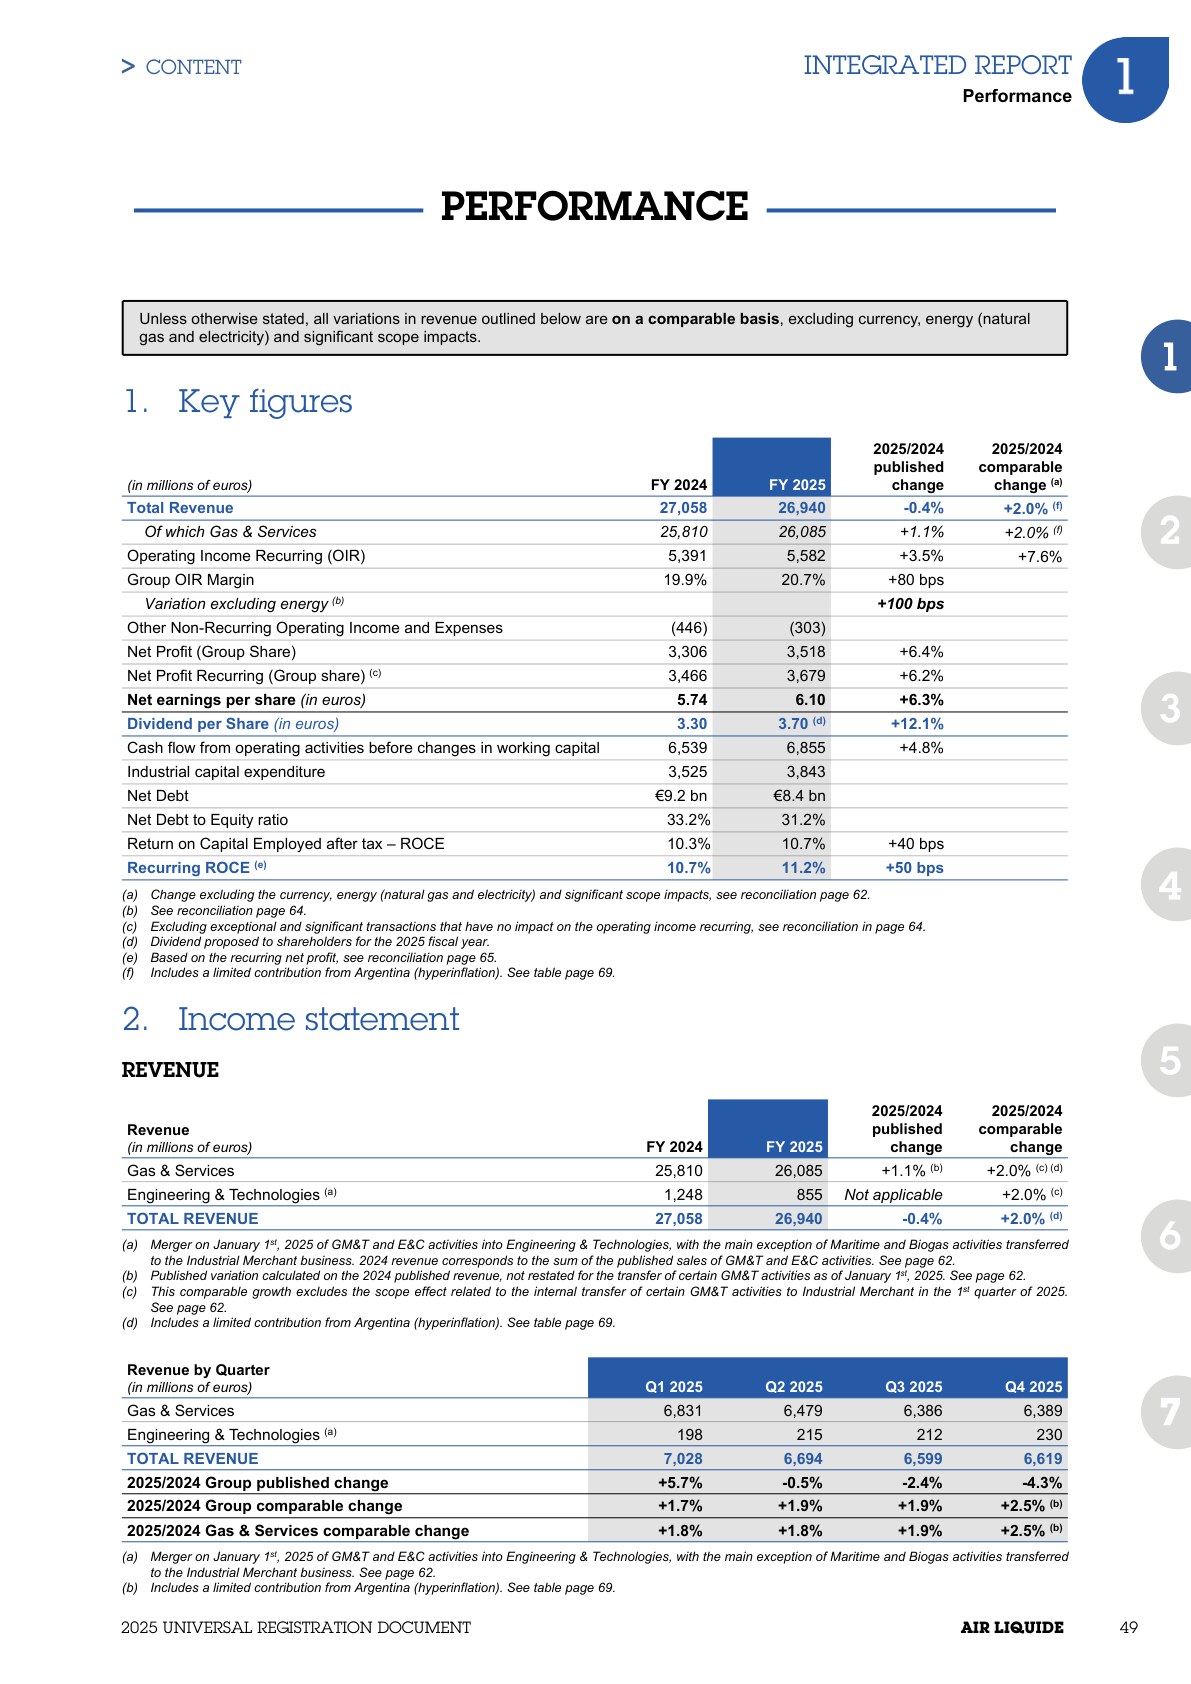 > CONTENT
INTEGRATED REPORT
Performance
1
PERFORMANCE
Unless otherwise stated, all variations in revenue outlined below are on a comparable basis, excluding currency, energy (natural
gas and electricity) and significant scope impacts.
1. Key figures
(in millions of euros) FY 2024 FY 2025 2025/2024 published change 2025/2024 comparable change (a)
Total Revenue 27,058 26,940 -0.4% +2.0% (f)
Of which Gas & Services 25,810 26,085 +1.1% +2.0% (f)
Operating Income Recurring (OIR) 5,391 5,582 +3.5% +7.6%
Group OIR Margin 19.9% 20.7% +80 bps
Variation excluding energy (b) +100 bps
Other Non-Recurring Operating Income and Expenses (446) (303)
Net Profit (Group Share) 3,306 3,518 +6.4%
Net Profit Recurring (Group share) (c) 3,466 3,679 +6.2%
Net earnings per share (in euros) 5.74 6.10 +6.3%
Dividend per Share (in euros) 3.30 3.70 (d) +12.1%
Cash flow from operating activities before changes in working capital 6,539 6,855 +4.8%
Industrial capital expenditure 3,525 3,843
Net Debt €9.2 bn €8.4 bn
Net Debt to Equity ratio 33.2% 31.2%
Return on Capital Employed after tax – ROCE 10.3% 10.7% +40 bps
Recurring ROCE (e) 10.7% 11.2% +50 bps
(a) Change excluding the currency, energy (natural gas and electricity) and significant scope impacts, see reconciliation page 62.
(b) See reconciliation page 64.
(c) Excluding exceptional and significant transactions that have no impact on the operating income recurring, see reconciliation in page 64.
(d) Dividend proposed to shareholders for the 2025 fiscal year.
(e) Based on the recurring net profit, see reconciliation page 65.
(f) Includes a limited contribution from Argentina (hyperinflation). See table page 69.
2. Income statement
REVENUE
Revenue
(in millions of euros) FY 2024 FY 2025 2025/2024 published change 2025/2024 comparable change
Gas & Services 25,810 26,085 +1.1% (b) +2.0% (c) (d)
Engineering & Technologies (a) 1,248 855 Not applicable +2.0% (c)
TOTAL REVENUE 27,058 26,940 -0.4% +2.0% (d)
(a) Merger on January 1st, 2025 of GM&T and E&C activities into Engineering & Technologies, with the main exception of Maritime and Biogas activities transferred
to the Industrial Merchant business. 2024 revenue corresponds to the sum of the published sales of GM&T and E&C activities. See page 62.
(b) Published variation calculated on the 2024 published revenue, not restated for the transfer of certain GM&T activities as of January 1st, 2025. See page 62.
(c) This comparable growth excludes the scope effect related to the internal transfer of certain GM&T activities to Industrial Merchant in the 1st quarter of 2025.
See page 62.
(d) Includes a limited contribution from Argentina (hyperinflation). See table page 69.
Revenue by Quarter
(in millions of euros) Q1 2025 Q2 2025 Q3 2025 Q4 2025
Gas & Services 6,831 6,479 6,386 6,389
Engineering & Technologies (a) 198 215 212 230
TOTAL REVENUE 7,028 6,694 6,599 6,619
2025/2024 Group published change +5.7% -0.5% -2.4% -4.3%
2025/2024 Group comparable change +1.7% +1.9% +1.9% +2.5% (b)
2025/2024 Gas & Services comparable change +1.8% +1.8% +1.9% +2.5% (b)
(a) Merger on January 1st, 2025 of GM&T and E&C activities into Engineering & Technologies, with the main exception of Maritime and Biogas activities transferred
to the Industrial Merchant business. See page 62.
(b) Includes a limited contribution from Argentina (hyperinflation). See table page 69.
1
2
3
4
5
6
7
2025 UNIVERSAL REGISTRATION DOCUMENT
AIR LIQUIDE 49